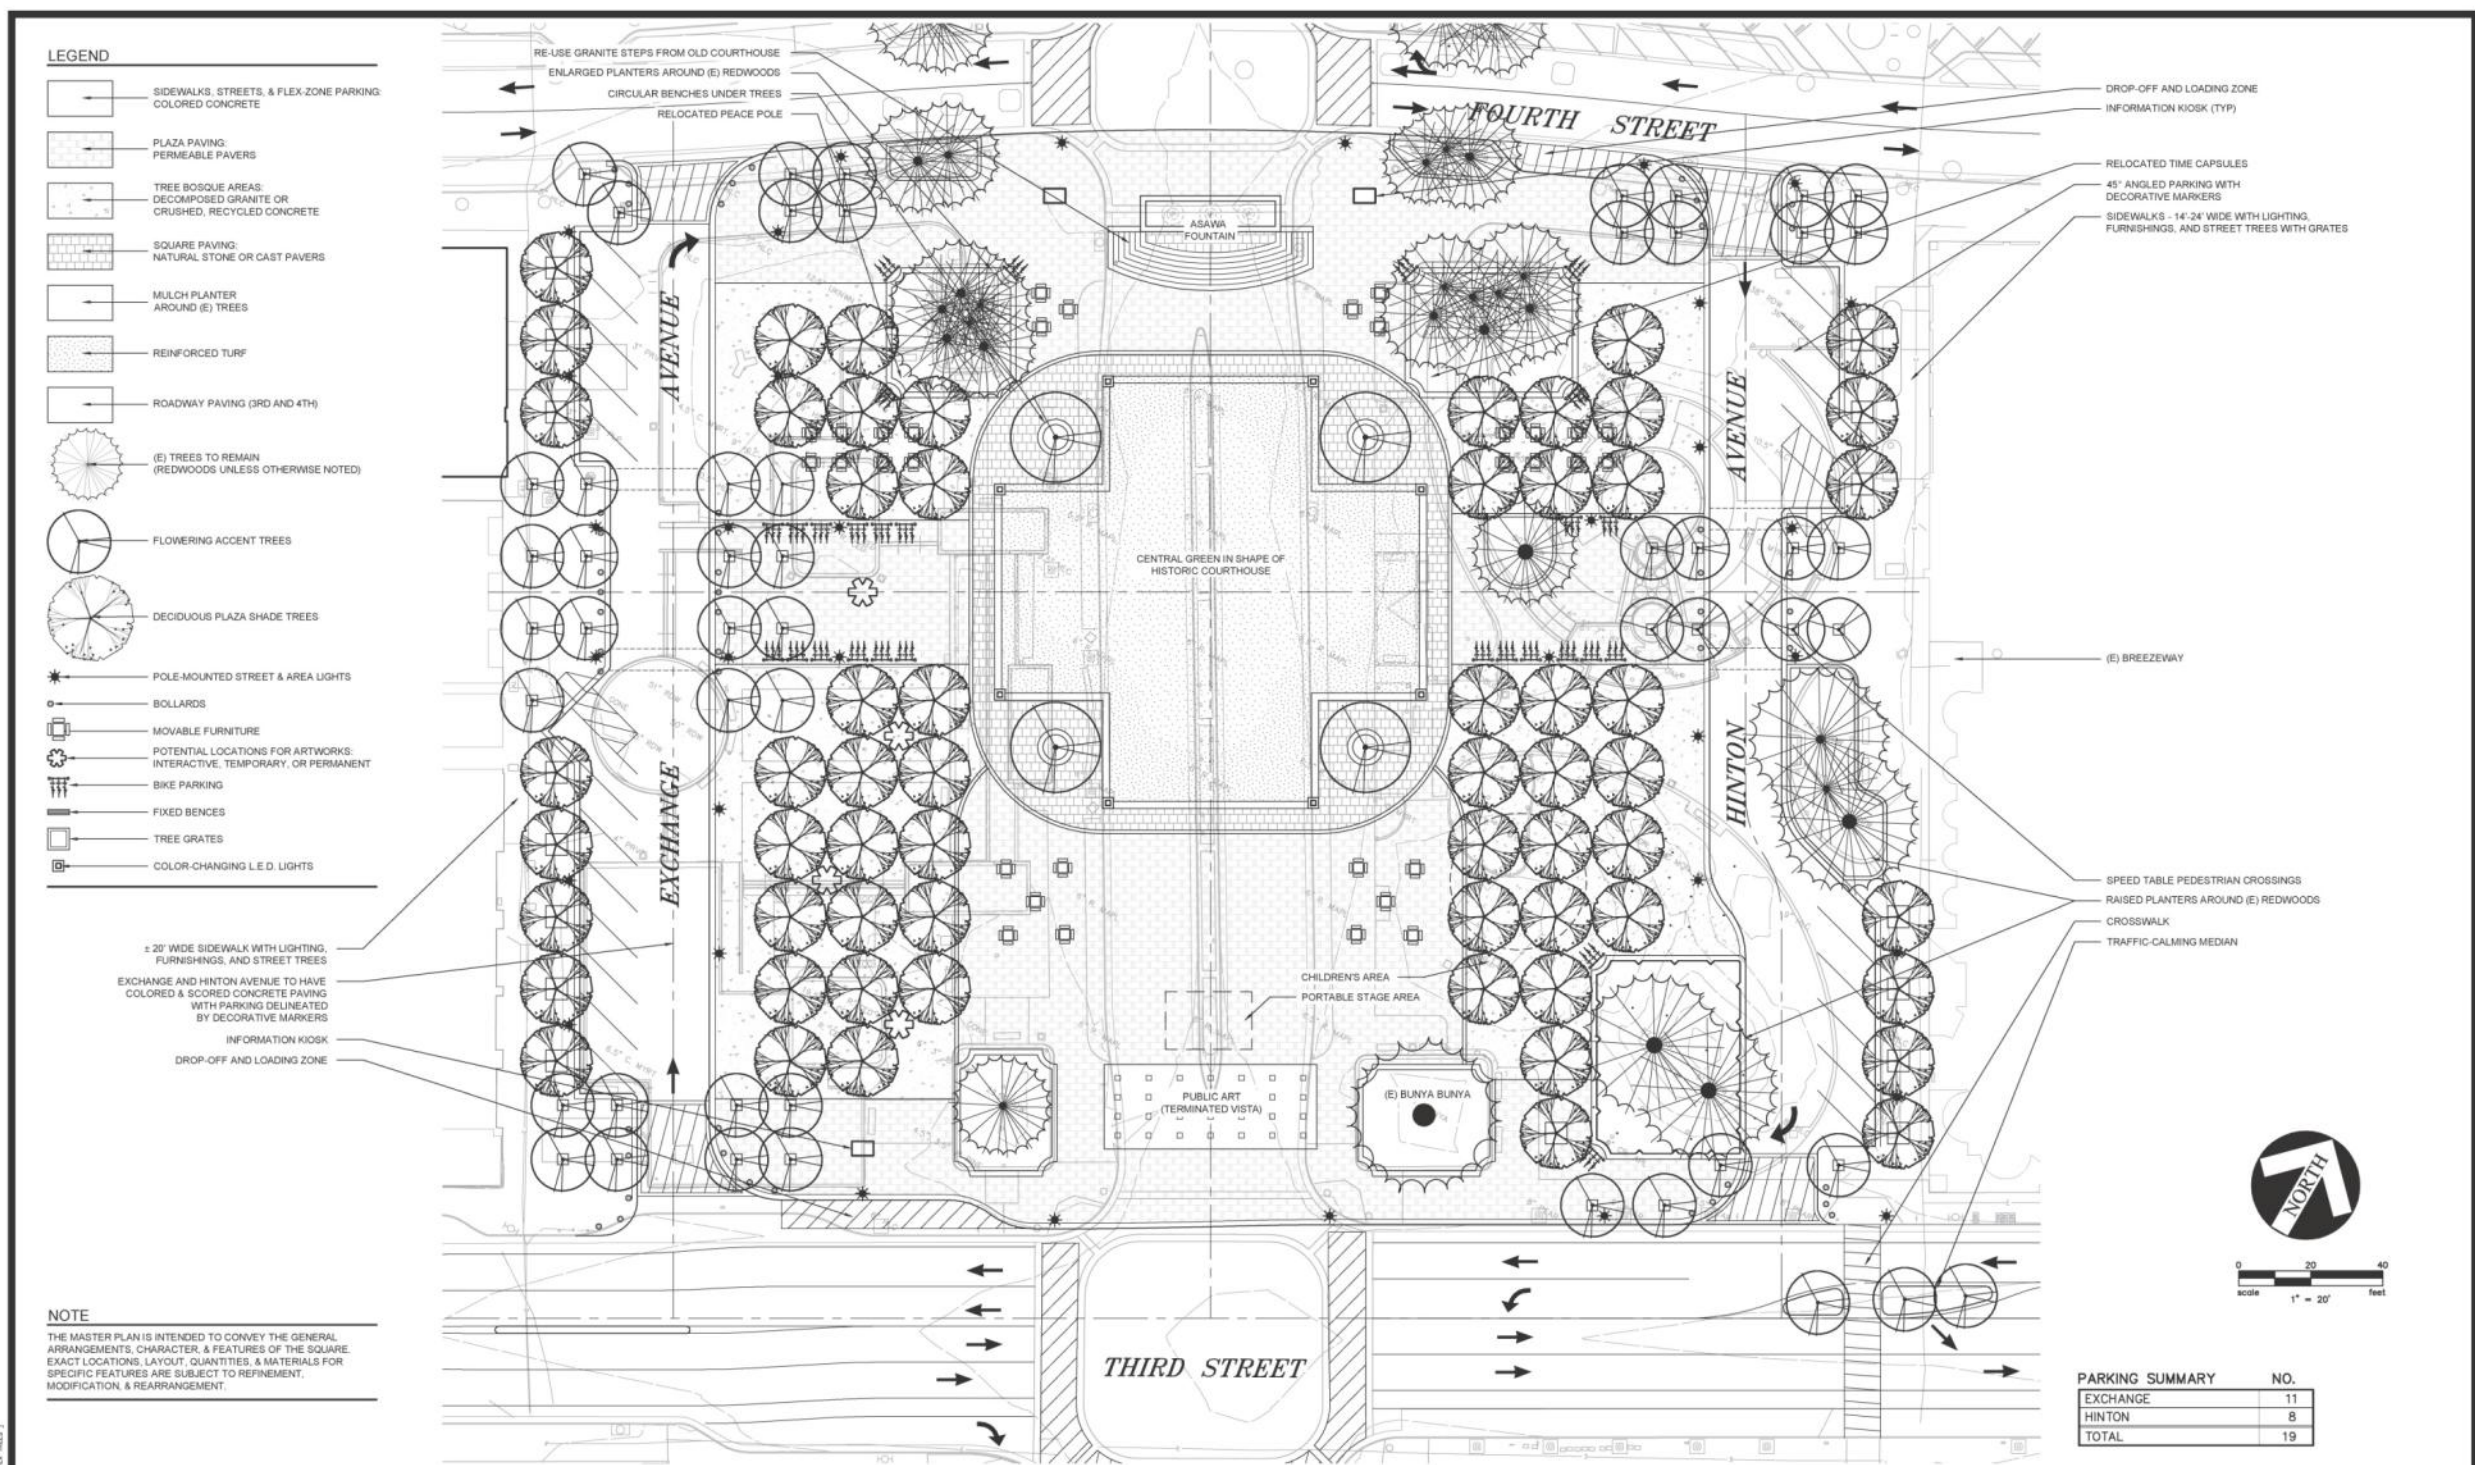 LEGEND
SIDEWALKS, STREETS, & FLEX-ZONE PARKING:
COLORED CONCRETE
PLAZA PAVING:
PERMEABLE PAVERS
TREE BOSQUE AREAS:
DECOMPOSED GRANITE OR
CRUSHED, RECYCLED CONCRETE
SQUARE PAVING:
NATURAL STONE OR CAST PAVERS
MULCH PLANTER
AROUND (E) TREES
REINFORCED TURF
ROADWAY PAVING (3RD AND 4TH)
(E) TREES TO REMAIN
(REDWOODS UNLESS OTHERWISE NOTED)
FLOWERING ACCENT TREES
DECIDUOUS PLAZA SHADE TREES
POLE-MOUNTED STREET & AREA LIGHTS
BOLLARDS
MOVABLE FURNITURE
POTENTIAL LOCATIONS FOR ARTWORKS:
INTERACTIVE, TEMPORARY, OR PERMANENT
BIKE PARKING
FIXED BENCES
TREE GRATES
COLOR-CHANGING L.E.D. LIGHTS
± 20' WIDE SIDEWALK WITH LIGHTING,
FURNISHINGS, AND STREET TREES
EXCHANGE AND HINTON AVENUE TO HAVE
COLORED & SCORED CONCRETE PAVING
WITH PARKING DELINEATED
BY DECORATIVE MARKERS
INFORMATION KIOSK
DROP-OFF AND LOADING ZONE
NOTE
THE MASTER PLAN IS INTENDED TO CONVEY THE GENERAL
ARRANGEMENTS, CHARACTER, & FEATURES OF THE SQUARE.
EXACT LOCATIONS, LAYOUT, QUANTITIES, & MATERIALS FOR
SPECIFIC FEATURES ARE SUBJECT TO REFINEMENT,
MODIFICATION, & REARRANGEMENT.
RE-USE GRANITE STEPS FROM OLD COURTHOUSE
ENLARGED PLANTERS AROUND (E) REDWOODS
CIRCULAR BENCHES UNDER TREES
RELOCATED PEACE POLE
FOURTH STREET
ASAWA
FOUNTAIN
EXCHANGE AVENUE
CENTRAL GREEN IN SHAPE OF
HISTORIC COURTHOUSE
HINTON AVENUE
CHILDREN'S AREA
PORTABLE STAGE AREA
PUBLIC ART
(TERMINATED VISTA)
(E) BUNYA BUNYA
THIRD STREET
DROP-OFF AND LOADING ZONE
INFORMATION KIOSK (TYP)
RELOCATED TIME CAPSULES
45° ANGLED PARKING WITH
DECORATIVE MARKERS
SIDEWALKS - 14'-24' WIDE WITH LIGHTING,
FURNISHINGS, AND STREET TREES WITH GRATES
(E) BREEZEWAY
SPEED TABLE PEDESTRIAN CROSSINGS
RAISED PLANTERS AROUND (E) REDWOODS
CROSSWALK
TRAFFIC-CALMING MEDIAN
NORTH
0 20 40
scale 1" = 20' feet
PARKING SUMMARY NO.
EXCHANGE 11
HINTON 8
TOTAL 19